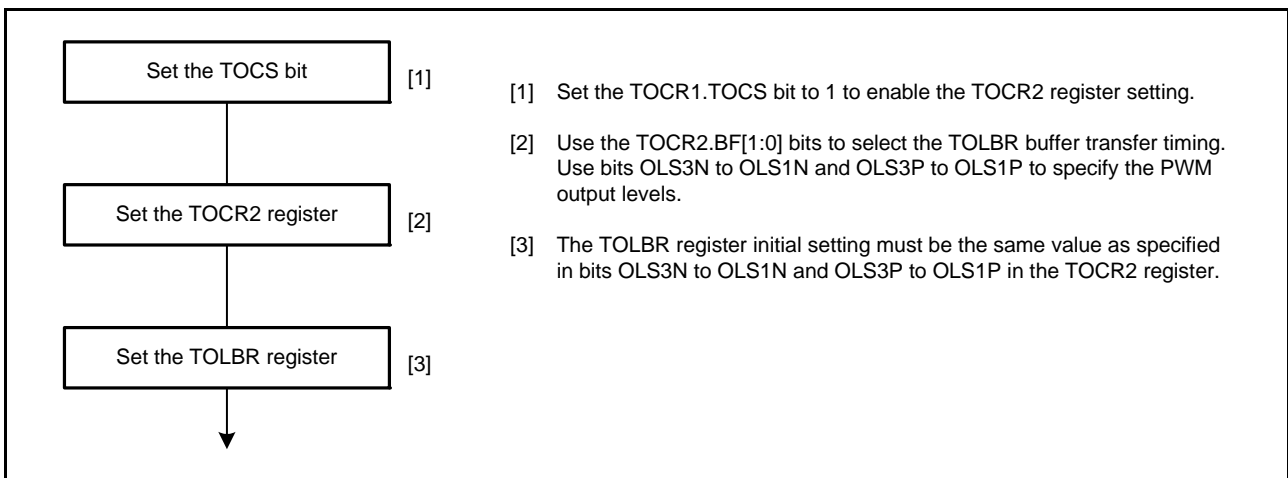 Set the TOCS bit
[1]
Set the TOCR2 register
[2]
Set the TOLBR register
[3]
[1] Set the TOCR1.TOCS bit to 1 to enable the TOCR2 register setting.
[2] Use the TOCR2.BF[1:0] bits to select the TOLBR buffer transfer timing.
Use bits OLS3N to OLS1N and OLS3P to OLS1P to specify the PWM
output levels.
[3] The TOLBR register initial setting must be the same value as specified
in bits OLS3N to OLS1N and OLS3P to OLS1P in the TOCR2 register.